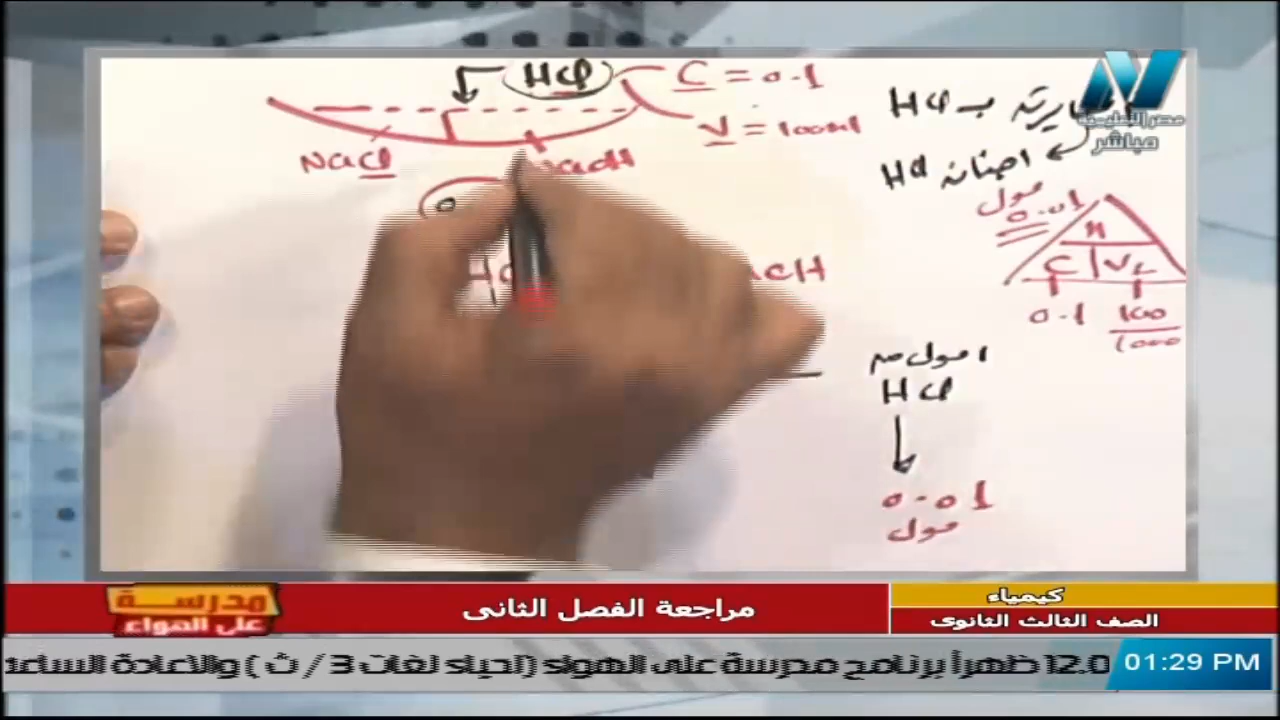 HCl
C = 0.1
V = 100ml
NaCl
NaOH
معايرته بـ HCl
مصر التعليمية
مباشر
HCl
مول
0.01
n
C V L
0.1
100
1000
1 مول من
HCl
0.01
مول
كيمياء
مدرسة
على الهواء
مراجعة الفصل الثانى
الصف الثالث الثانوى
12.0 ظهراً برنامج مدرسة على الهواء (احياء لغات 3 / ث ) والاعادة الساعة
01:29 PM